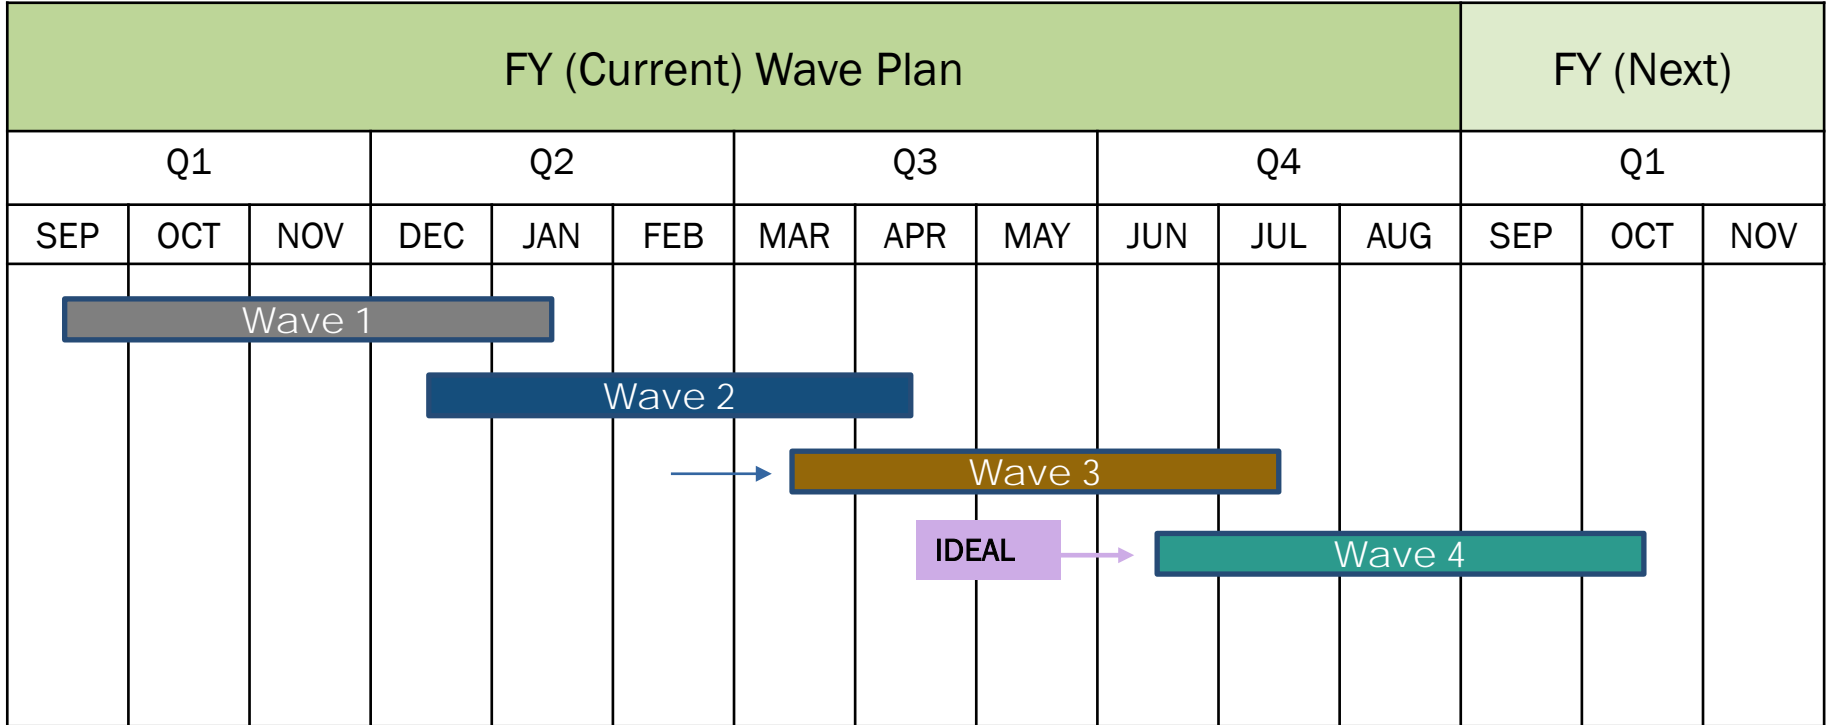 FY (Current) Wave Plan FY (Next)
Q1 Q2 Q3 Q4 Q1
SEP OCT NOV DEC JAN FEB MAR APR MAY JUN JUL AUG SEP OCT NOV
Wave 1
Wave 2
Wave 3
IDEAL Wave 4